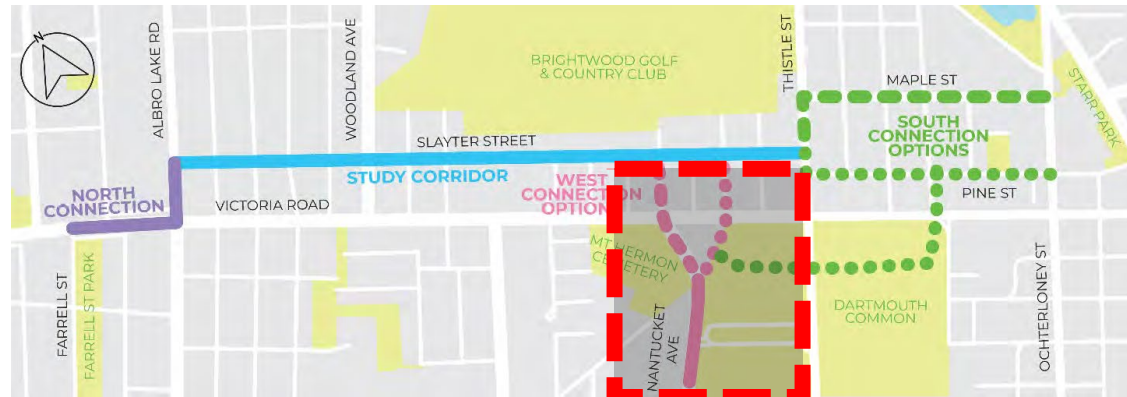 N
ALBRO LAKE RD
WOODLAND AVE
BRIGHTWOOD GOLF
& COUNTRY CLUB
THISTLE ST
MAPLE ST
STARR PARK
SLAYTER STREET
SOUTH
CONNECTION
OPTIONS
STUDY CORRIDOR
WEST
CONNECTION
OPTION
NORTH
CONNECTION
VICTORIA ROAD
PINE ST
MT HERMON
CEMETERY
FARRELL ST
FARRELL ST PARK
NANTUCKET
AVE
DARTMOUTH
COMMON
OCHTERLONEY ST